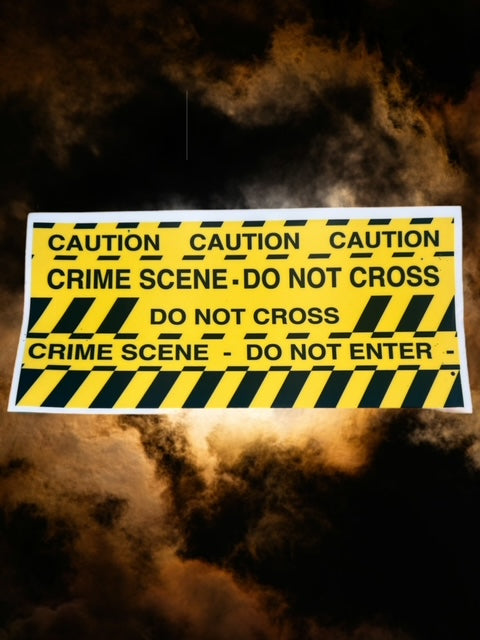 CAUTION CAUTION CAUTION
CRIME SCENE - DO NOT CROSS
DO NOT CROSS
CRIME SCENE - DO NOT ENTER -